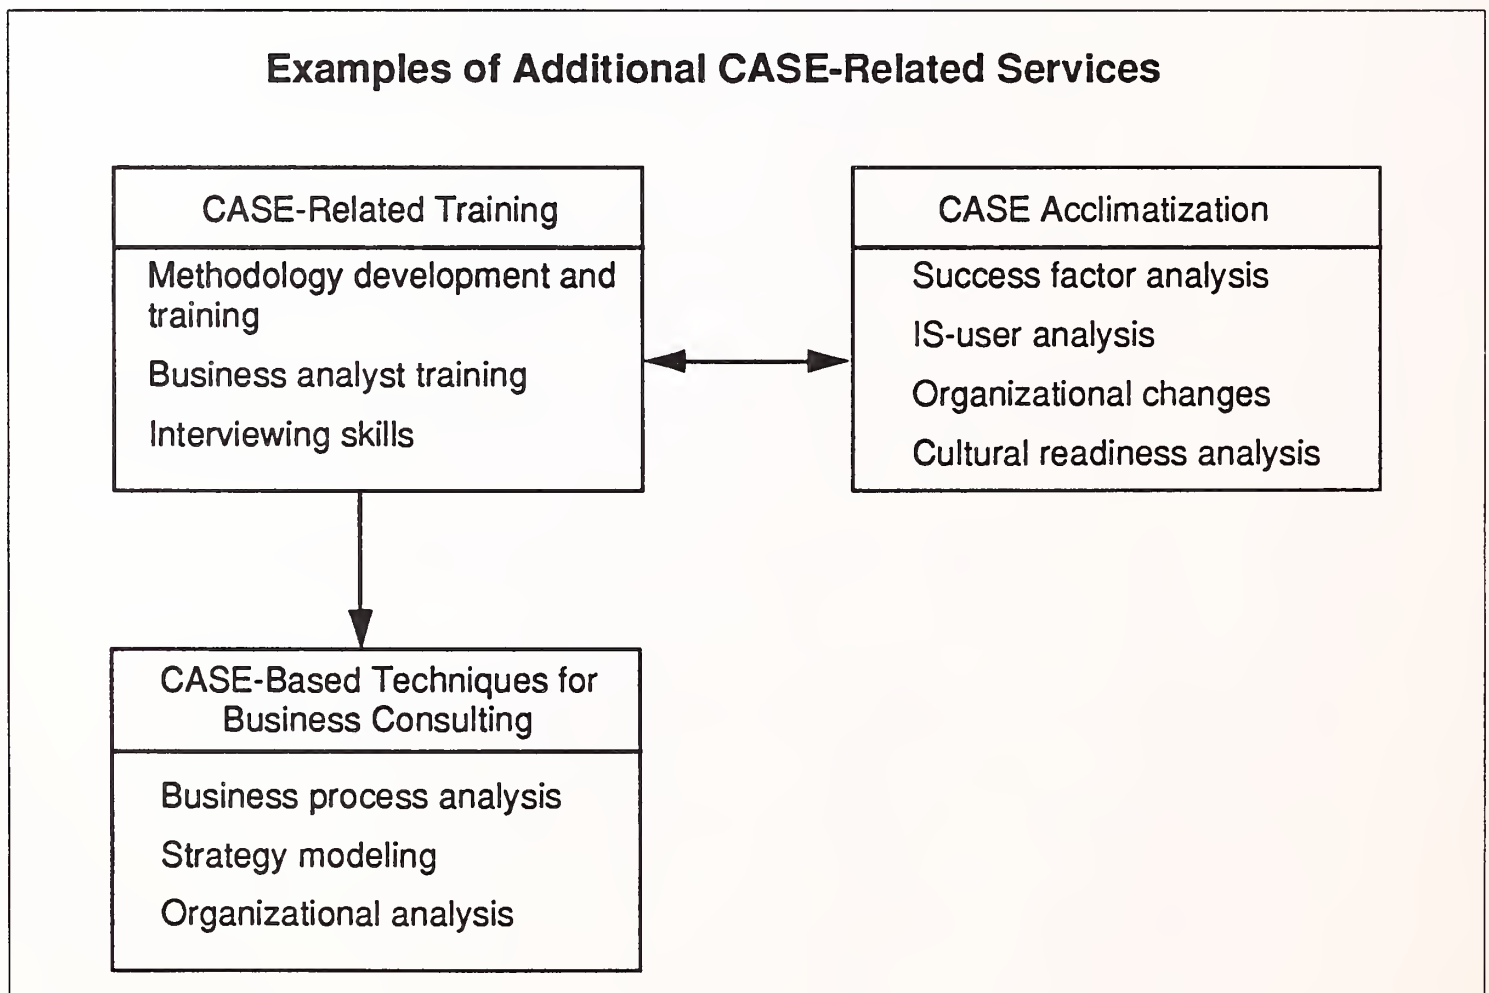 Examples of Additional CASE-Related Services
CASE-Related Training
Methodology development and
training
Business analyst training
Interviewing skills
CASE Acclimatization
Success factor analysis
IS-user analysis
Organizational changes
Cultural readiness analysis
CASE-Based Techniques for
Business Consulting
Business process analysis
Strategy modeling
Organizational analysis